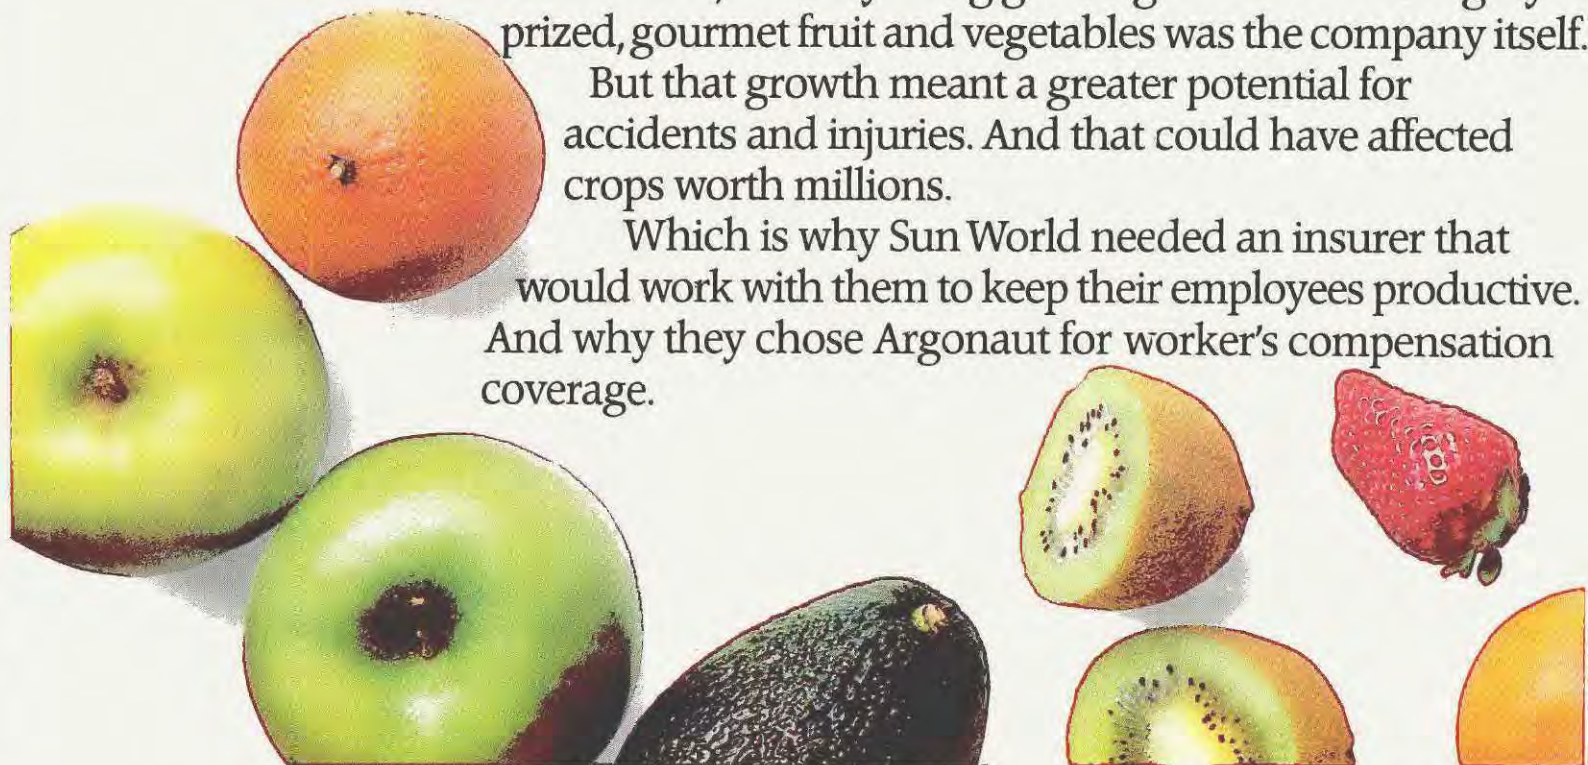 prized, gourmet fruit and vegetables was the company itself.
But that growth meant a greater potential for
accidents and injuries. And that could have affected
crops worth millions.
Which is why Sun World needed an insurer that
would work with them to keep their employees productive.
And why they chose Argonaut for worker's compensation
coverage.